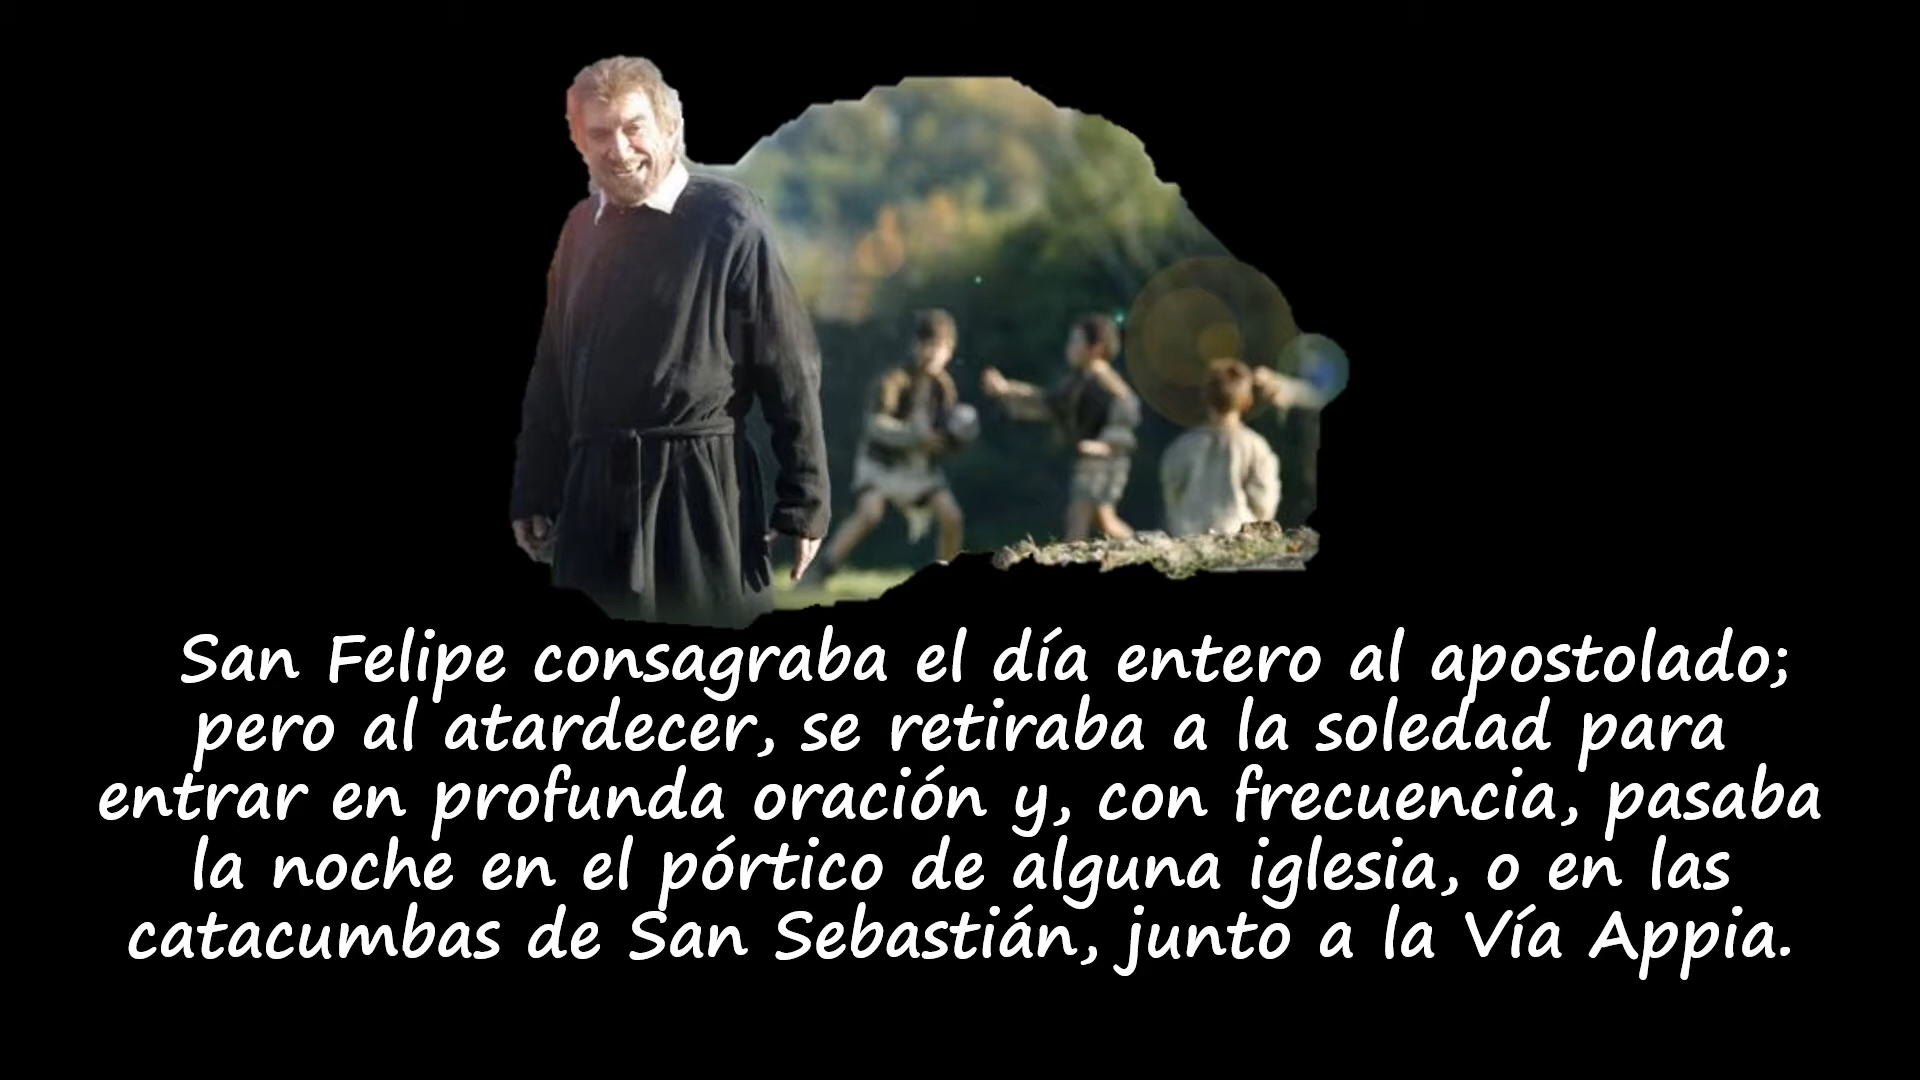 San Felipe consagraba el día entero al apostolado;
pero al atardecer, se retiraba a la soledad para
entrar en profunda oración y, con frecuencia, pasaba
la noche en el pórtico de alguna iglesia, o en las
catacumbas de San Sebastián, junto a la Vía Appia.